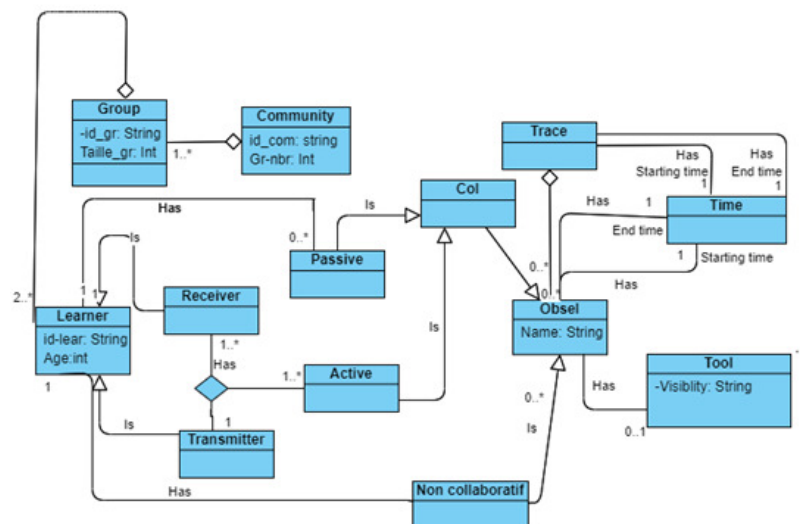 Group
-id_gr: String
Taille_gr: Int
1..*
Community
id_com: string
Gr-nbr: Int
Trace
Has
Starting time
1
Has
End time
1
Col
Is
Has
0..*
Passive
Has
1
End time
Time
1
Starting time
Has
0..*
0..*
Is
2..*
1
1
Learner
id-lear: String
Age:int
1
Receiver
1..*
Has
1..*
Active
Is
Obsel
Name: String
Tool
-Visiblity: String
Has
0..1
0..*
Is
Is
1
Transmitter
Has
Non collaboratif